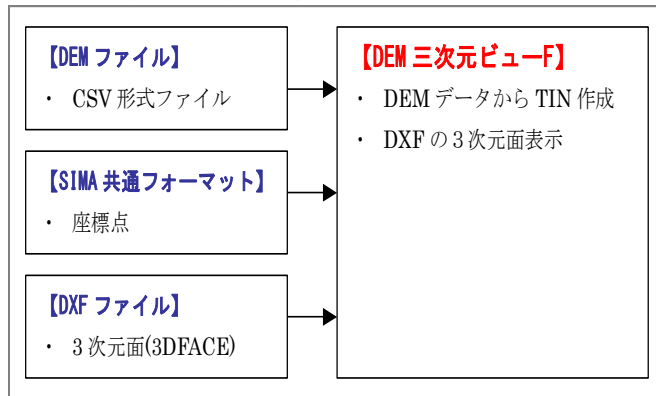 【DEM ファイル】
・ CSV 形式ファイル
【SIMA 共通フォーマット】
・ 座標点
【DXF ファイル】
・ 3 次元面(3DFACE)
【DEM 三次元ビューF】
・ DEM データから TIN 作成
・ DXF の 3 次元面表示